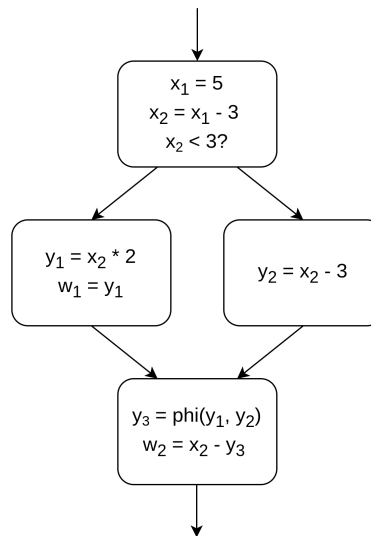 x₁ = 5
x₂ = x₁ - 3
x₂ < 3?
y₁ = x₂ * 2
w₁ = y₁
y₂ = x₂ - 3
y₃ = phi(y₁, y₂)
w₂ = x₂ - y₃